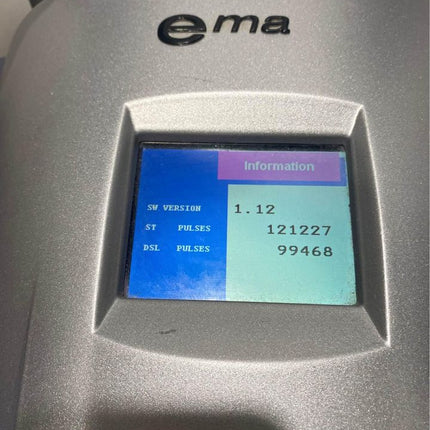 ema
Information
SW VERSION 1.12
ST PULSES 121227
DSL PULSES 99468